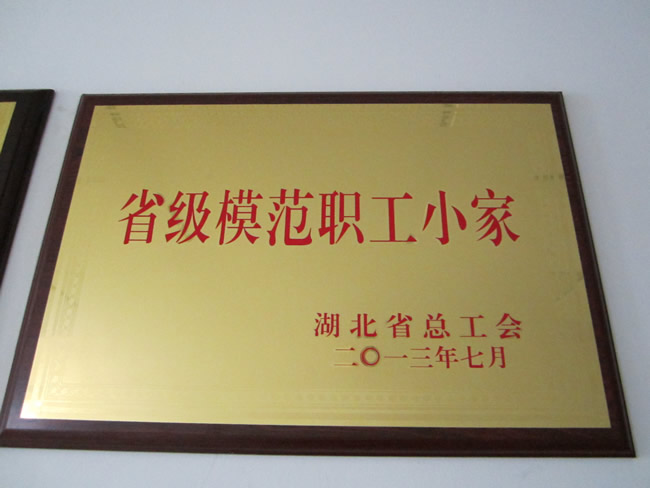 省级模范职工小家
湖北省总工会
二〇一三年七月